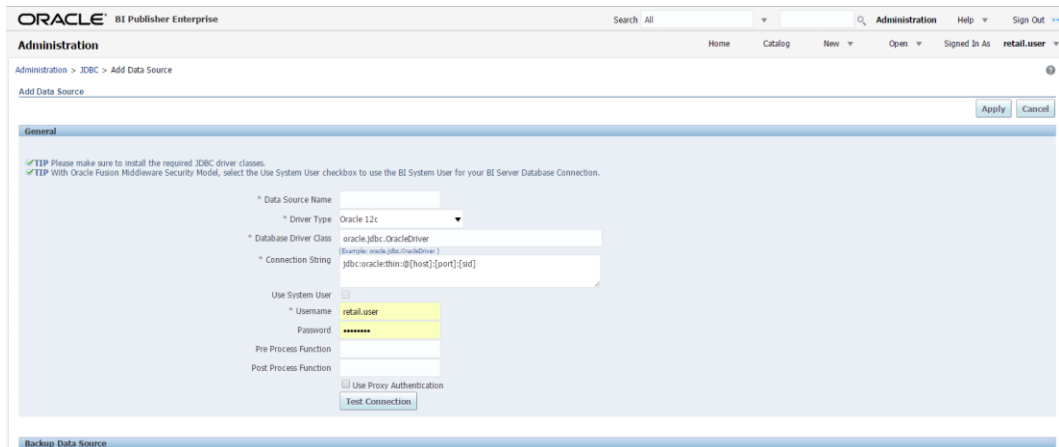 ORACLE BI Publisher Enterprise Search All Administration Help Sign Out
Administration Home Catalog New Open Signed In As retail.user
Administration > JDBC > Add Data Source
Add Data Source
Apply Cancel
General
TIP Please make sure to install the required JDBC driver classes.
TIP With Oracle Fusion Middleware Security Model, select the Use System User checkbox to use the BI System User for your BI Server Database Connection.
* Data Source Name
* Driver Type Oracle 12c
* Database Driver Class oracle.jdbc.OracleDriver
(Example: oracle.jdbc.OracleDriver )
* Connection String jdbc:oracle:thin:@[host]:[port]:[sid]
Use System User
* Username retail.user
Password ••••••••
Pre Process Function
Post Process Function
Use Proxy Authentication
Test Connection
Backup Data Source